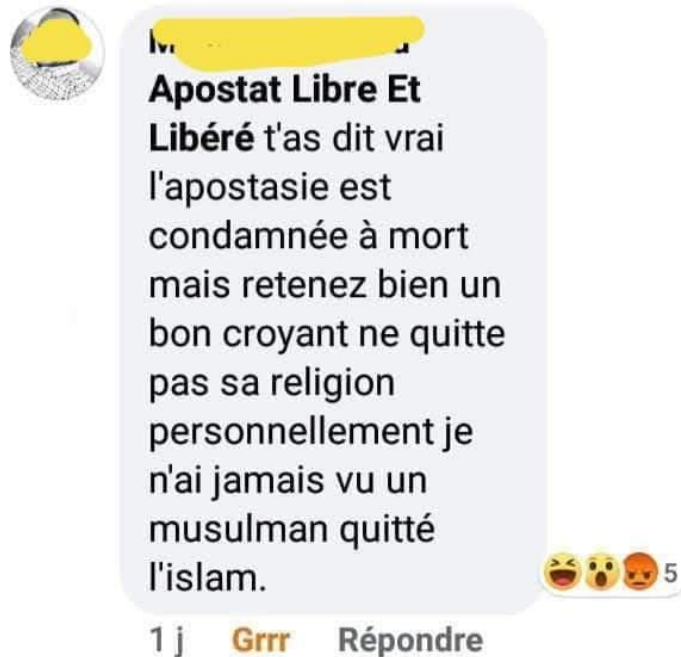 Apostat Libre Et
Libéré t'as dit vrai
l'apostasie est
condamnée à mort
mais retenez bien un
bon croyant ne quitte
pas sa religion
personnellement je
n'ai jamais vu un
musulman quitté
l'islam.
5
1 j Grrr Répondre